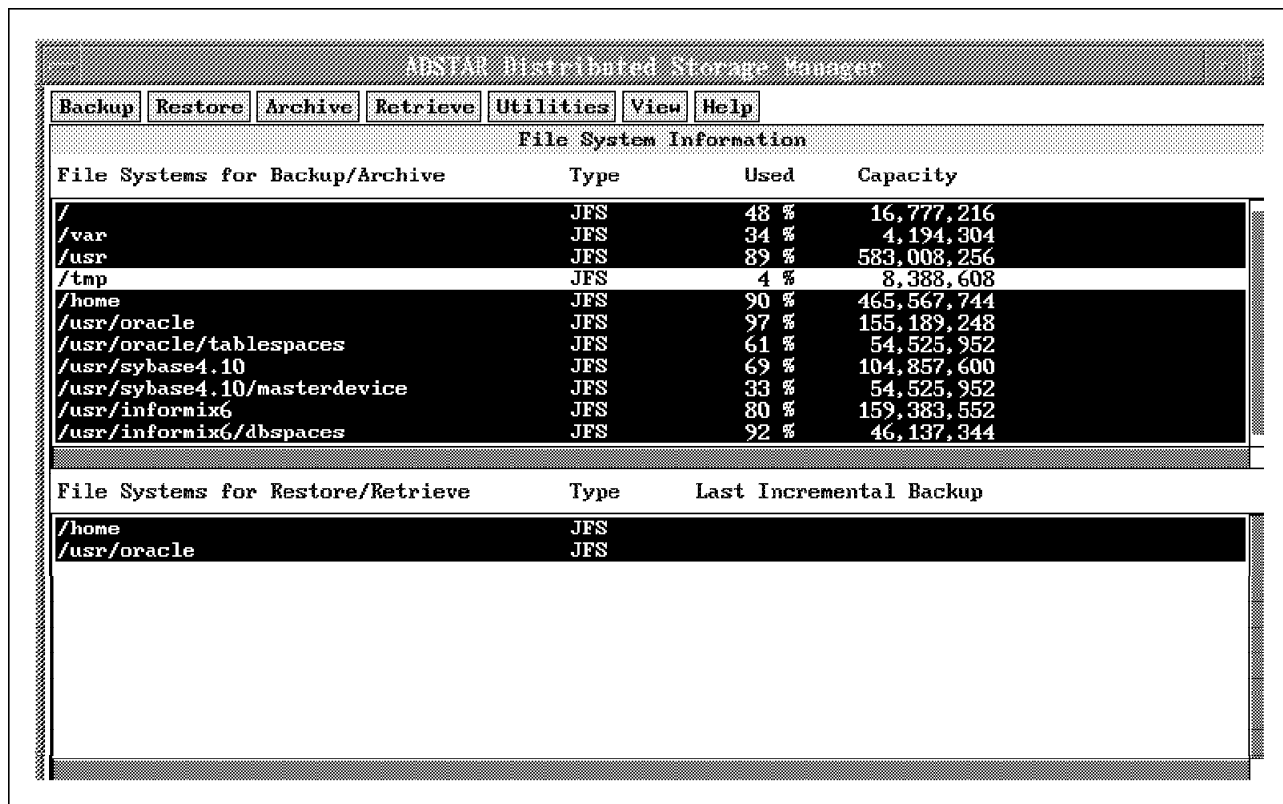 ADSTAR Distributed Storage Manager
Backup Restore Archive Retrieve Utilities View Help
File System Information
File Systems for Backup/Archive Type Used Capacity
/ JFS 48 % 16,777,216
/var JFS 34 % 4,194,304
/usr JFS 89 % 583,008,256
/tmp JFS 4 % 8,388,608
/home JFS 90 % 465,567,744
/usr/oracle JFS 97 % 155,189,248
/usr/oracle/tablespaces JFS 61 % 54,525,952
/usr/sybase4.10 JFS 69 % 104,857,600
/usr/sybase4.10/masterdevice JFS 33 % 54,525,952
/usr/informix6 JFS 80 % 159,383,552
/usr/informix6/dbspaces JFS 92 % 46,137,344
File Systems for Restore/Retrieve Type Last Incremental Backup
/home JFS
/usr/oracle JFS